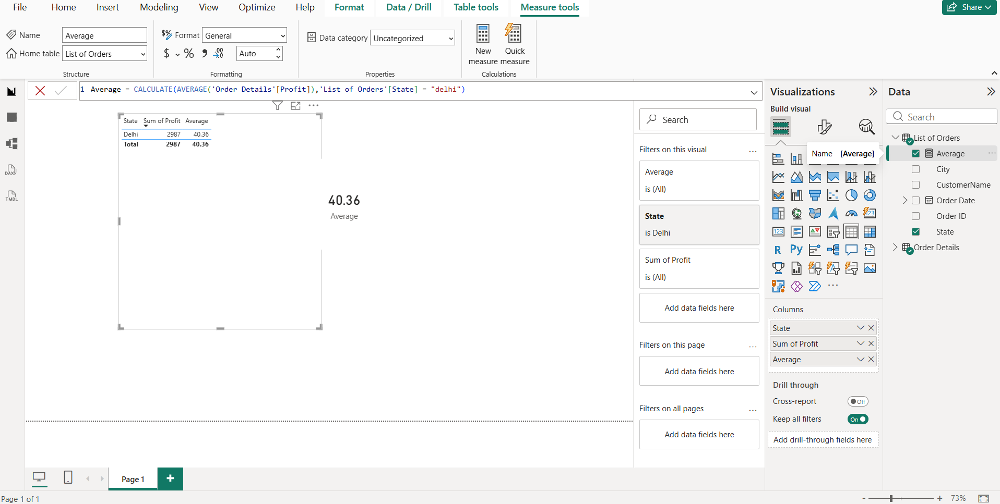 File Home Insert Modeling View Optimize Help Format Data / Drill Table tools Measure tools Share
Name Average
Home table List of Orders
Structure
$% Format General
$ % , .00 Auto
Formatting
Data category Uncategorized
Properties
New measure
Quick measure
Calculations
1 Average = CALCULATE(AVERAGE('Order Details'[Profit]),'List of Orders'[State] = "delhi")
DAX
TMDL
State Sum of Profit Average
Delhi 2987 40.36
Total 2987 40.36
40.36
Average
Search
Filters on this visual ...
Average
is (All)
State
is Delhi
Sum of Profit
is (All)
Add data fields here
Filters on this page ...
Add data fields here
Filters on all pages ...
Add data fields here
Visualizations
Build visual
Name [Average]
123
123
R Py
...
Columns
State
Sum of Profit
Average
Drill through
Cross-report Off
Keep all filters On
Add drill-through fields here
Data
Search
List of Orders
Average ...
City
CustomerName
Order Date
Order ID
State
Order Details
Page 1 +
Page 1 of 1
- + 73%